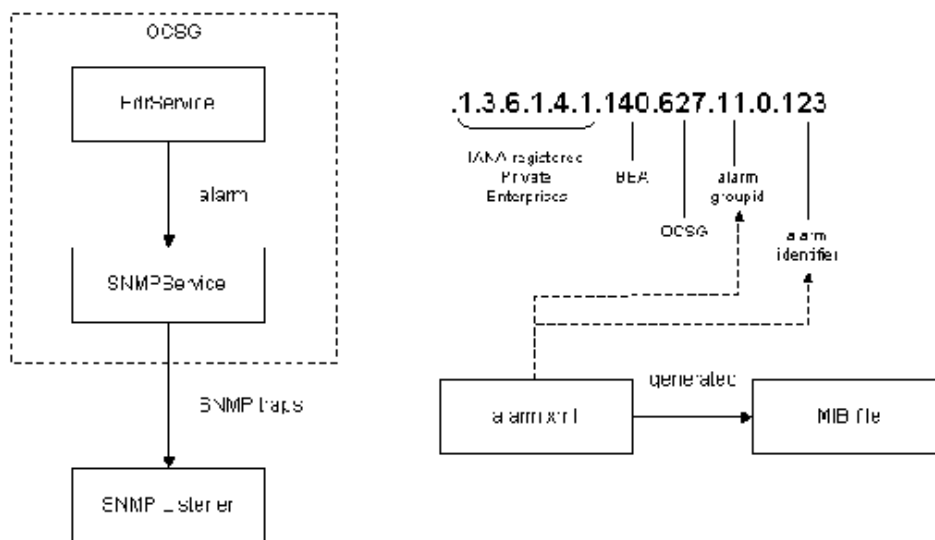 OCSG
EdrService
alarm
SNMPService
SNMP traps
SNMP Listener
.1.3.6.1.4.1.140.627.11.0.123
IANA registered
Private
Enterprises
BEA
alarm
groupid
OCSG
alarm
identifier
generated
alarm.xml
MIB file